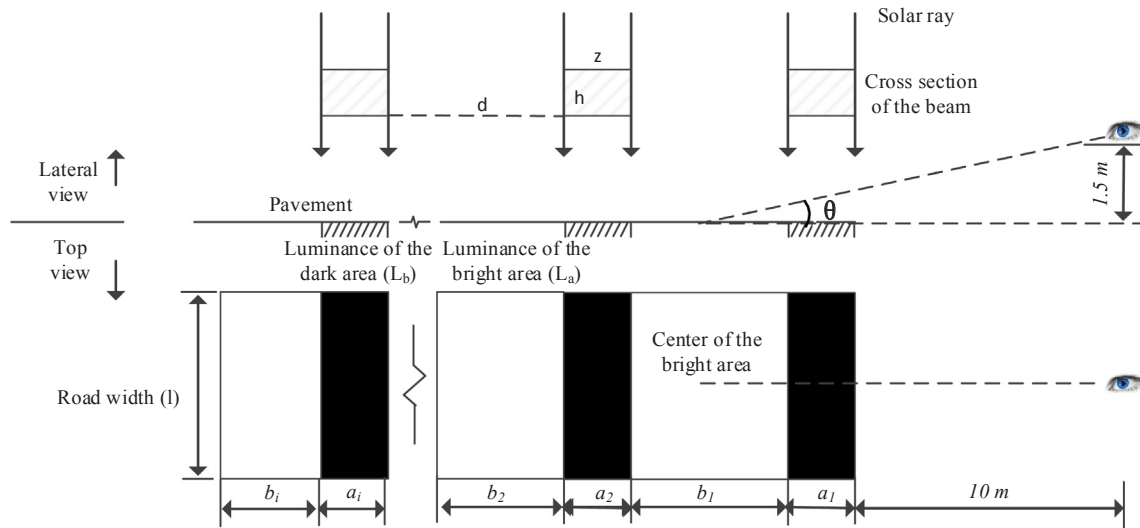 Solar ray
z
Cross section
of the beam
h
d
Lateral
view
1.5 m
Pavement
θ
Top
view
Luminance of the
dark area (Lb)
Luminance of the
bright area (La)
Center of the
bright area
Road width (l)
bi
ai
b2
a2
b1
a1
10 m